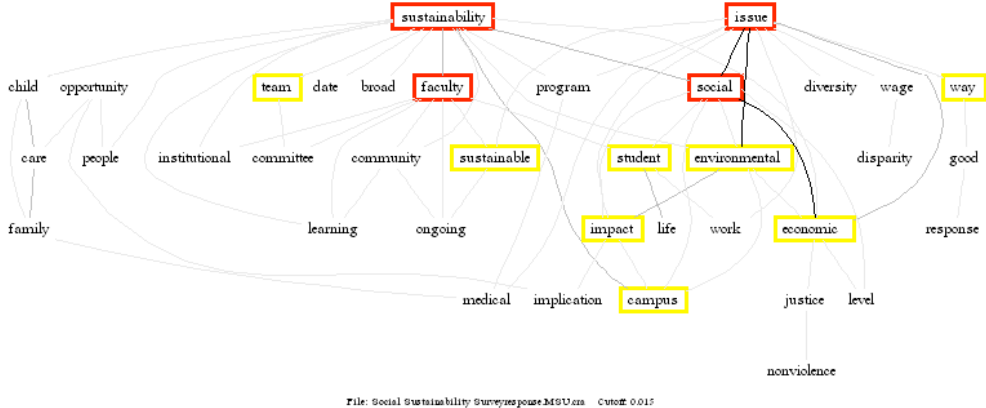 sustainability issue
child opportunity team date broad faculty program social diversity wage way
care people institutional committee community sustainable student environmental disparity good
family learning ongoing impact life work economic response
medical implication campus justice level
nonviolence
File: Social Sustainability Surveyresponse.MSU.cra Cutoff: 0.015